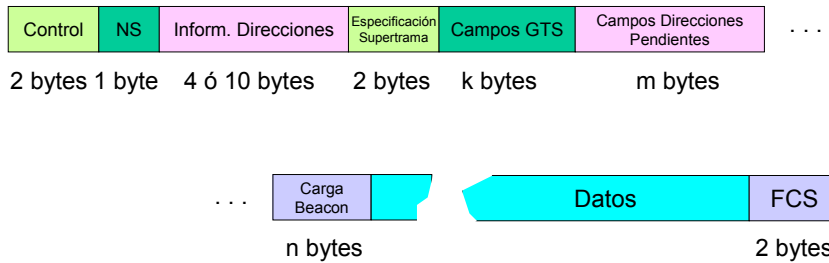 Control NS Inform. Direcciones Especificación Supertrama Campos GTS Campos Direcciones Pendientes . . .
2 bytes 1 byte 4 ó 10 bytes 2 bytes k bytes m bytes
. . . Carga Beacon Datos FCS
n bytes 2 bytes